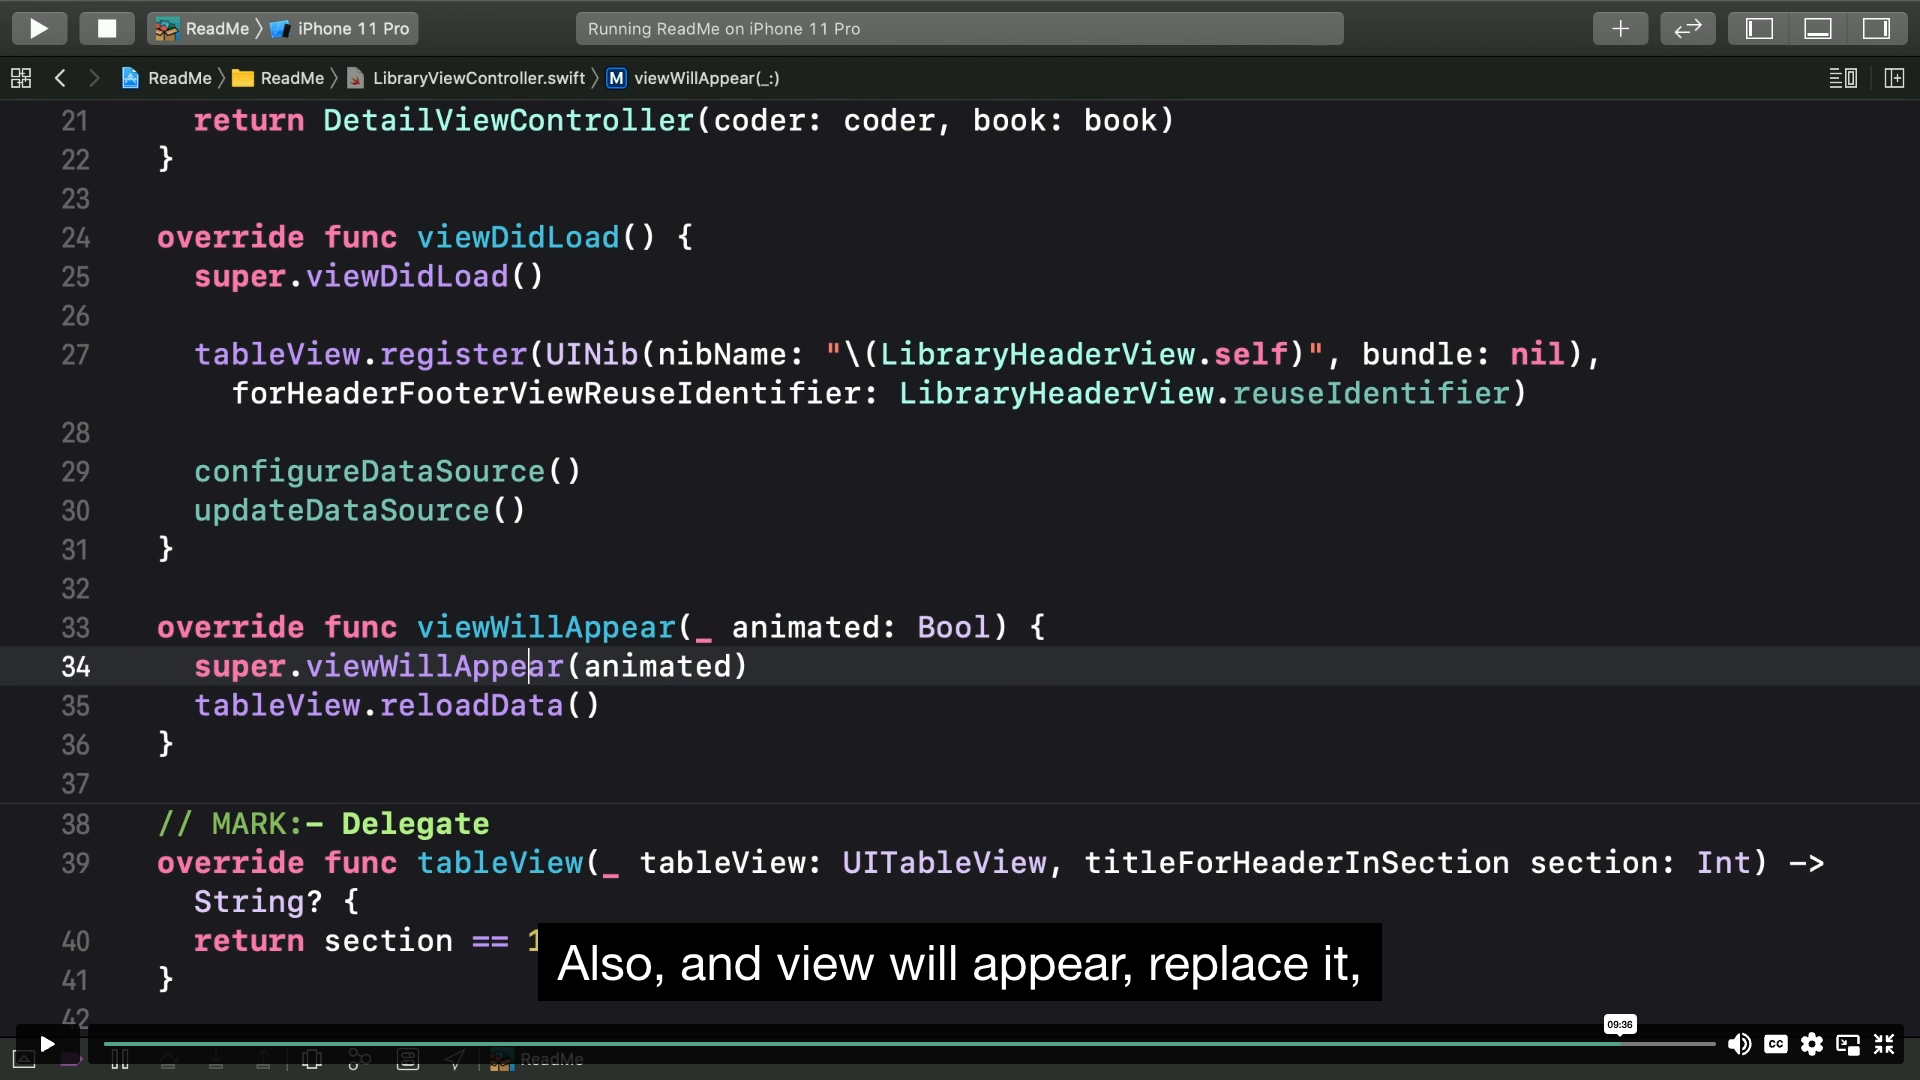 ReadMe 〉 iPhone 11 Pro
Running ReadMe on iPhone 11 Pro
ReadMe 〉 ReadMe 〉 LibraryViewController.swift 〉 M viewWillAppear(_:)
21 return DetailViewController(coder: coder, book: book)
22 }
23
24 override func viewDidLoad() {
25 super.viewDidLoad()
26
27 tableView.register(UINib(nibName: "\(LibraryHeaderView.self)", bundle: nil),
forHeaderFooterViewReuseIdentifier: LibraryHeaderView.reuseIdentifier)
28
29 configureDataSource()
30 updateDataSource()
31 }
32
33 override func viewWillAppear(_ animated: Bool) {
34 super.viewWillAppear(animated)
35 tableView.reloadData()
36 }
37
38 // MARK:- Delegate
39 override func tableView(_ tableView: UITableView, titleForHeaderInSection section: Int) ->
String? {
40 return section == 1
41 }
42
Also, and view will appear, replace it,
09:36
CC
ReadMe